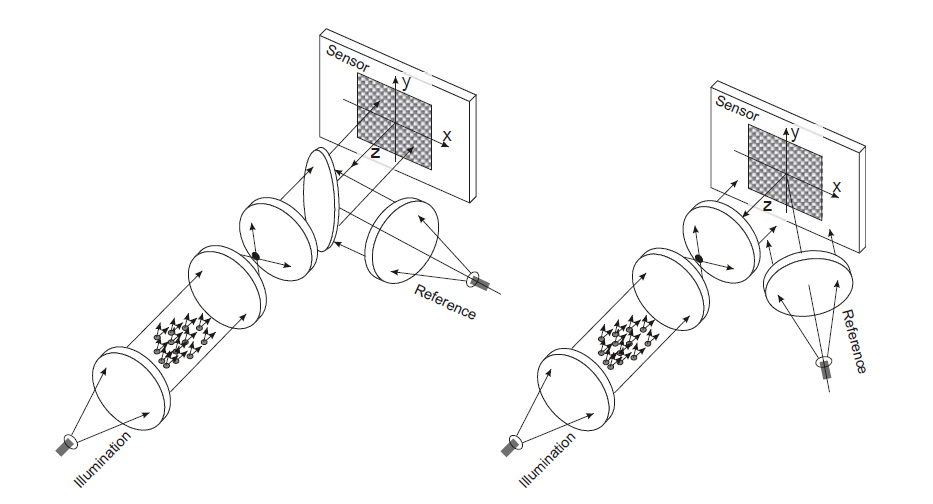 Sensor
y
x
z
Reference
Illumination
Sensor
y
x
z
Reference
Illumination